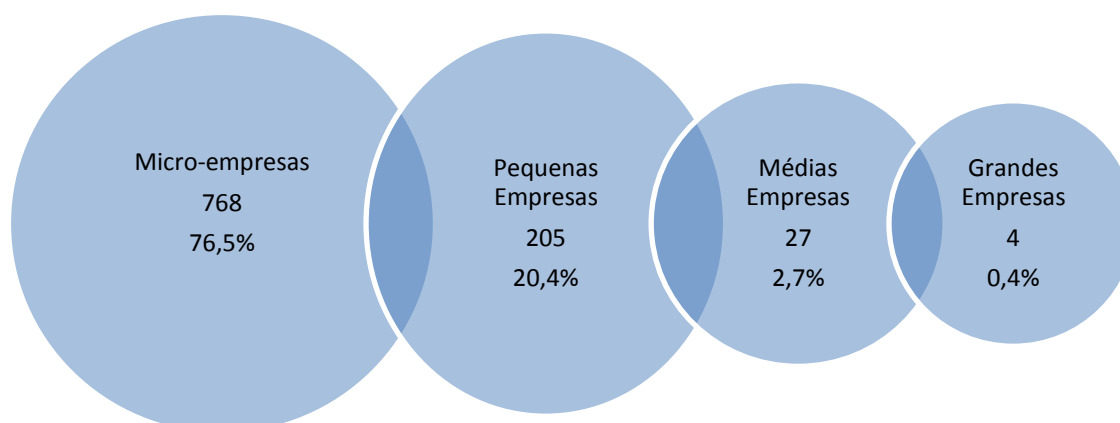 Micro-empresas
768
76,5%
Pequenas
Empresas
205
20,4%
Médias
Empresas
27
2,7%
Grandes
Empresas
4
0,4%